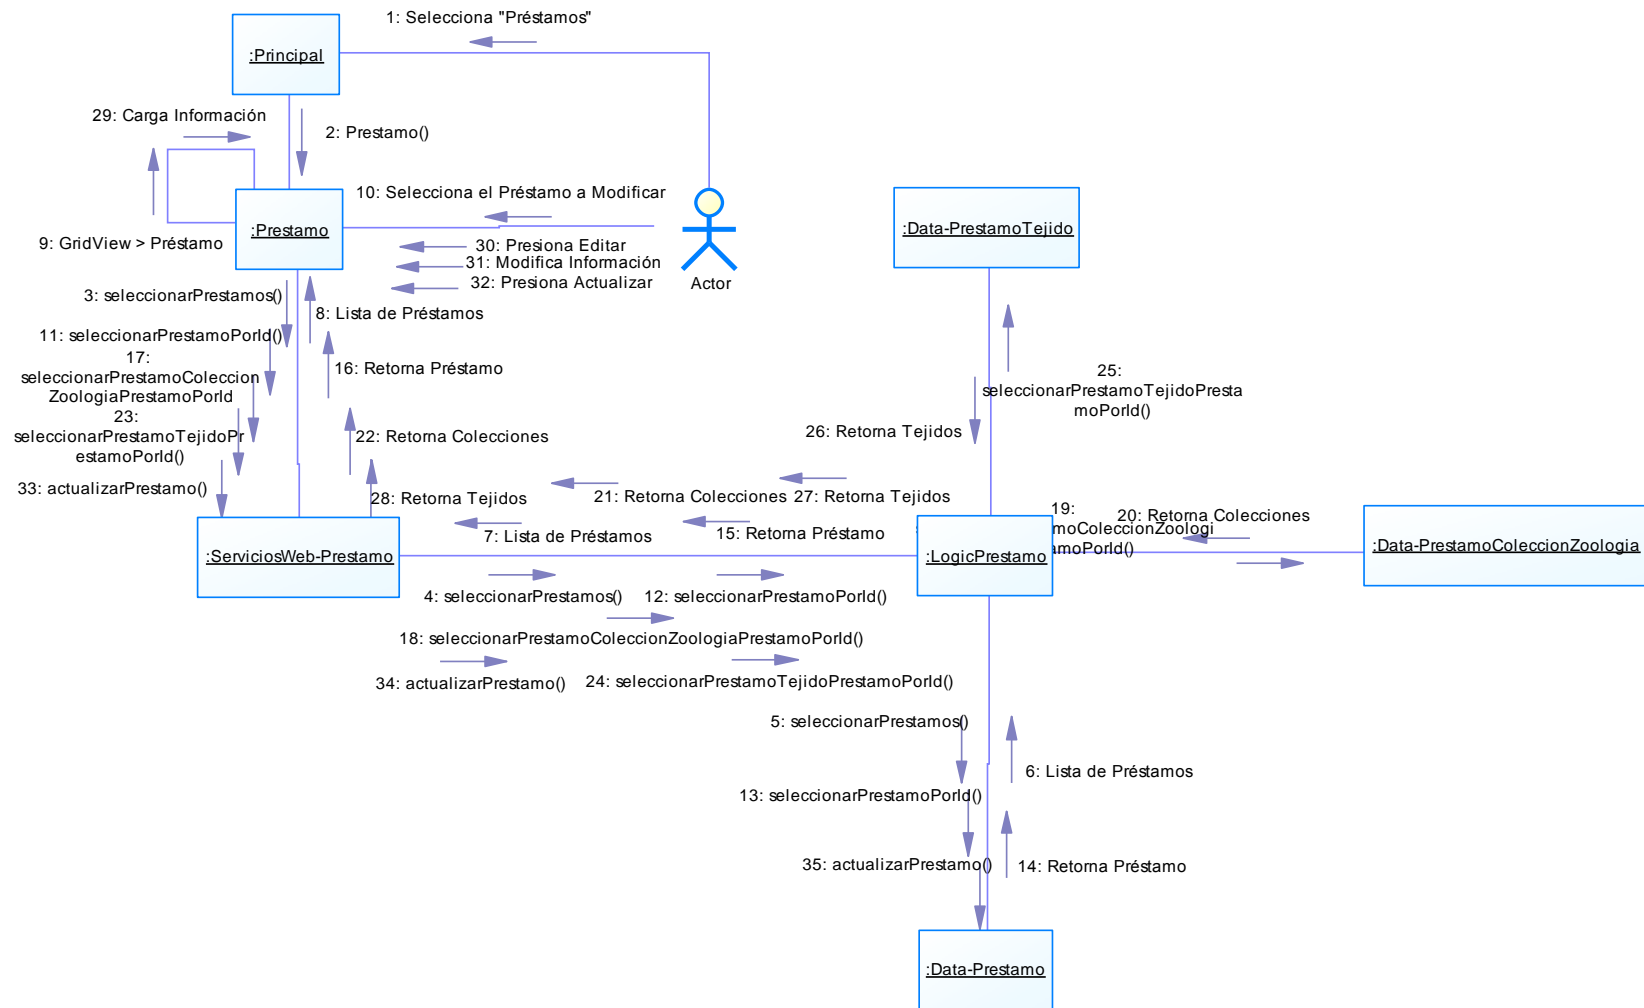 1: Selecciona "Préstamos"
:Principal
29: Carga Información
2: Prestamo()
10: Selecciona el Préstamo a Modificar
:Prestamo
9: GridView > Préstamo
30: Presiona Editar
31: Modifica Información
32: Presiona Actualizar
Actor
:Data-PrestamoTejido
3: seleccionarPrestamos()
8: Lista de Préstamos
11: seleccionarPrestamoPorId()
17:
seleccionarPrestamoColeccion
ZoologiaPrestamoPorId
16: Retorna Préstamo
23:
seleccionarPrestamoTejidoPr
estamoPorId()
22: Retorna Colecciones
33: actualizarPrestamo()
28: Retorna Tejidos
25:
seleccionarPrestamoTejidoPresta
moPorId()
26: Retorna Tejidos
21: Retorna Colecciones
27: Retorna Tejidos
7: Lista de Préstamos
15: Retorna Préstamo
19:
moColeccionZoologi
amoPorId()
20: Retorna Colecciones
:ServiciosWeb-Prestamo
:LogicPrestamo
:Data-PrestamoColeccionZoologia
4: seleccionarPrestamos()
12: seleccionarPrestamoPorId()
18: seleccionarPrestamoColeccionZoologiaPrestamoPorId()
34: actualizarPrestamo()
24: seleccionarPrestamoTejidoPrestamoPorId()
5: seleccionarPrestamos()
6: Lista de Préstamos
13: seleccionarPrestamoPorId()
35: actualizarPrestamo()
14: Retorna Préstamo
:Data-Prestamo